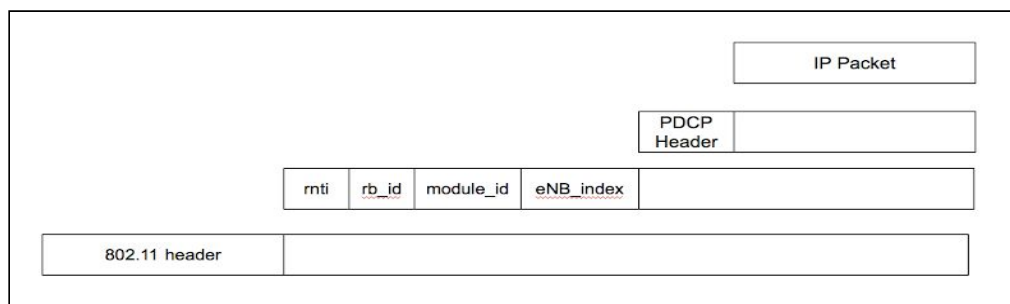 IP Packet
PDCP
Header
rnti rb_id module_id eNB_index
802.11 header